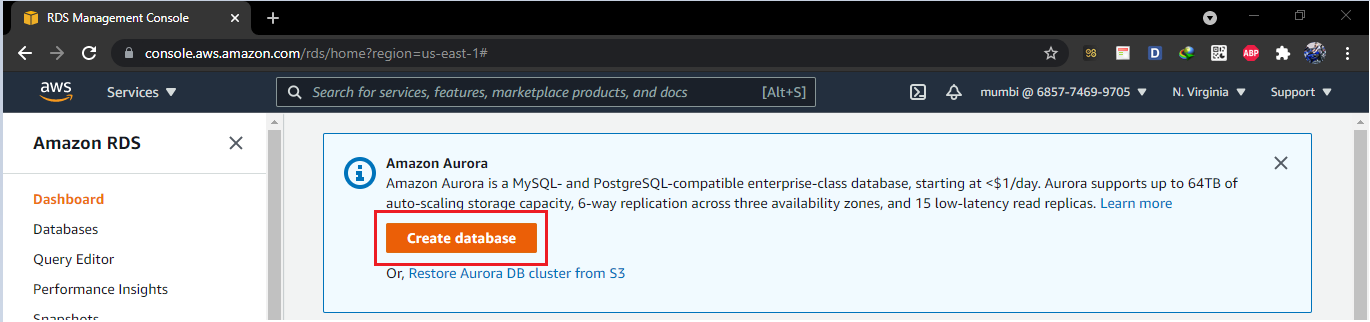 RDS Management Console
console.aws.amazon.com/rds/home?region=us-east-1#
98
D
ABP
aws
Services
Search for services, features, marketplace products, and docs
[Alt+S]
mumbi @ 6857-7469-9705
N. Virginia
Support
Amazon RDS
Dashboard
Databases
Query Editor
Performance Insights
Snapshots
Amazon Aurora
Amazon Aurora is a MySQL- and PostgreSQL-compatible enterprise-class database, starting at <$1/day. Aurora supports up to 64TB of
auto-scaling storage capacity, 6-way replication across three availability zones, and 15 low-latency read replicas. Learn more
Create database
Or, Restore Aurora DB cluster from S3